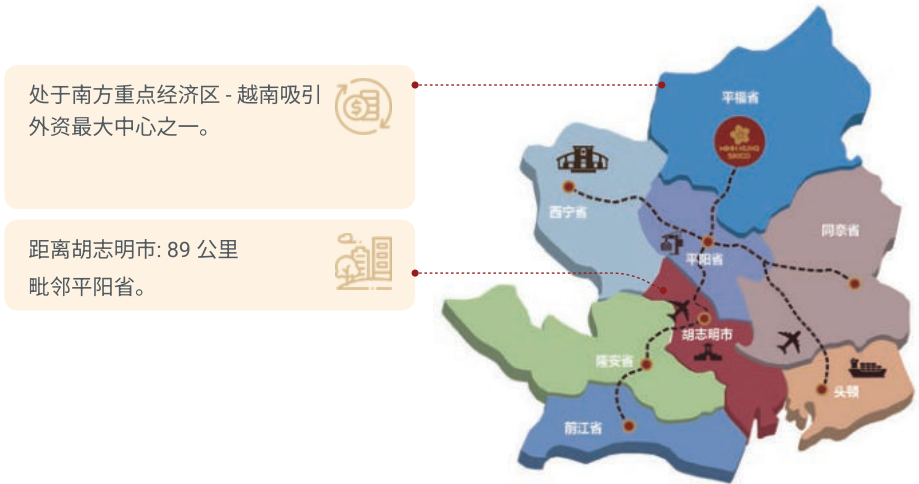 处于南方重点经济区 - 越南吸引
外资最大中心之一。
距离胡志明市: 89 公里
毗邻平阳省。
平福省
MINH HUNG
SIKICO
西宁省
同奈省
平阳省
胡志明市
隆安省
头顿
前江省